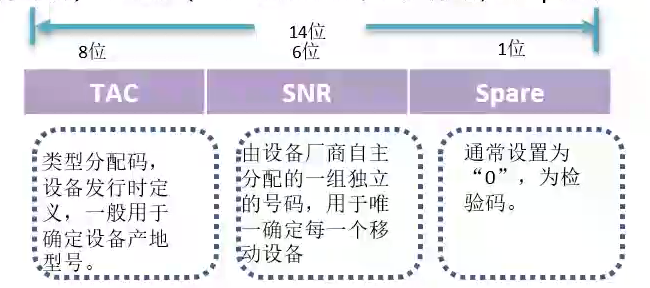 14位
8位 6位 1位
TAC SNR Spare
类型分配码，
设备发行时定
义，一般用于
确定设备产地
型号。
由设备厂商自主
分配的一组独立
的号码，用于唯
一确定每一个移
动设备
通常设置为
“0”，为检
验码。